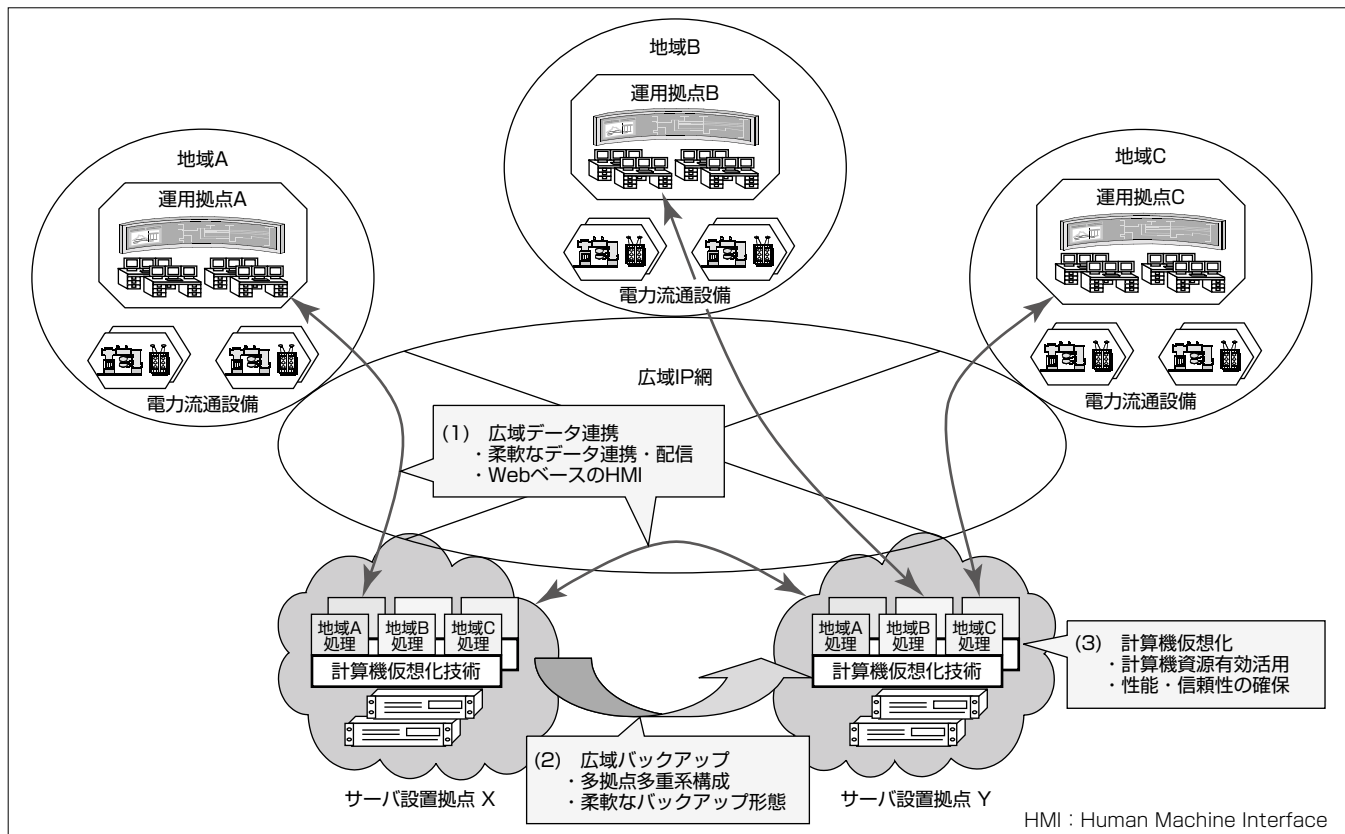 地域A
運用拠点A
電力流通設備
地域B
運用拠点B
電力流通設備
地域C
運用拠点C
電力流通設備
広域IP網
(1) 広域データ連携
・柔軟なデータ連携・配信
・WebベースのHMI
地域A
処理
地域B
処理
地域C
処理
計算機仮想化技術
サーバ設置拠点 X
(2) 広域バックアップ
・多拠点多重系構成
・柔軟なバックアップ形態
地域A
処理
地域B
処理
地域C
処理
計算機仮想化技術
サーバ設置拠点 Y
(3) 計算機仮想化
・計算機資源有効活用
・性能・信頼性の確保
HMI：Human Machine Interface